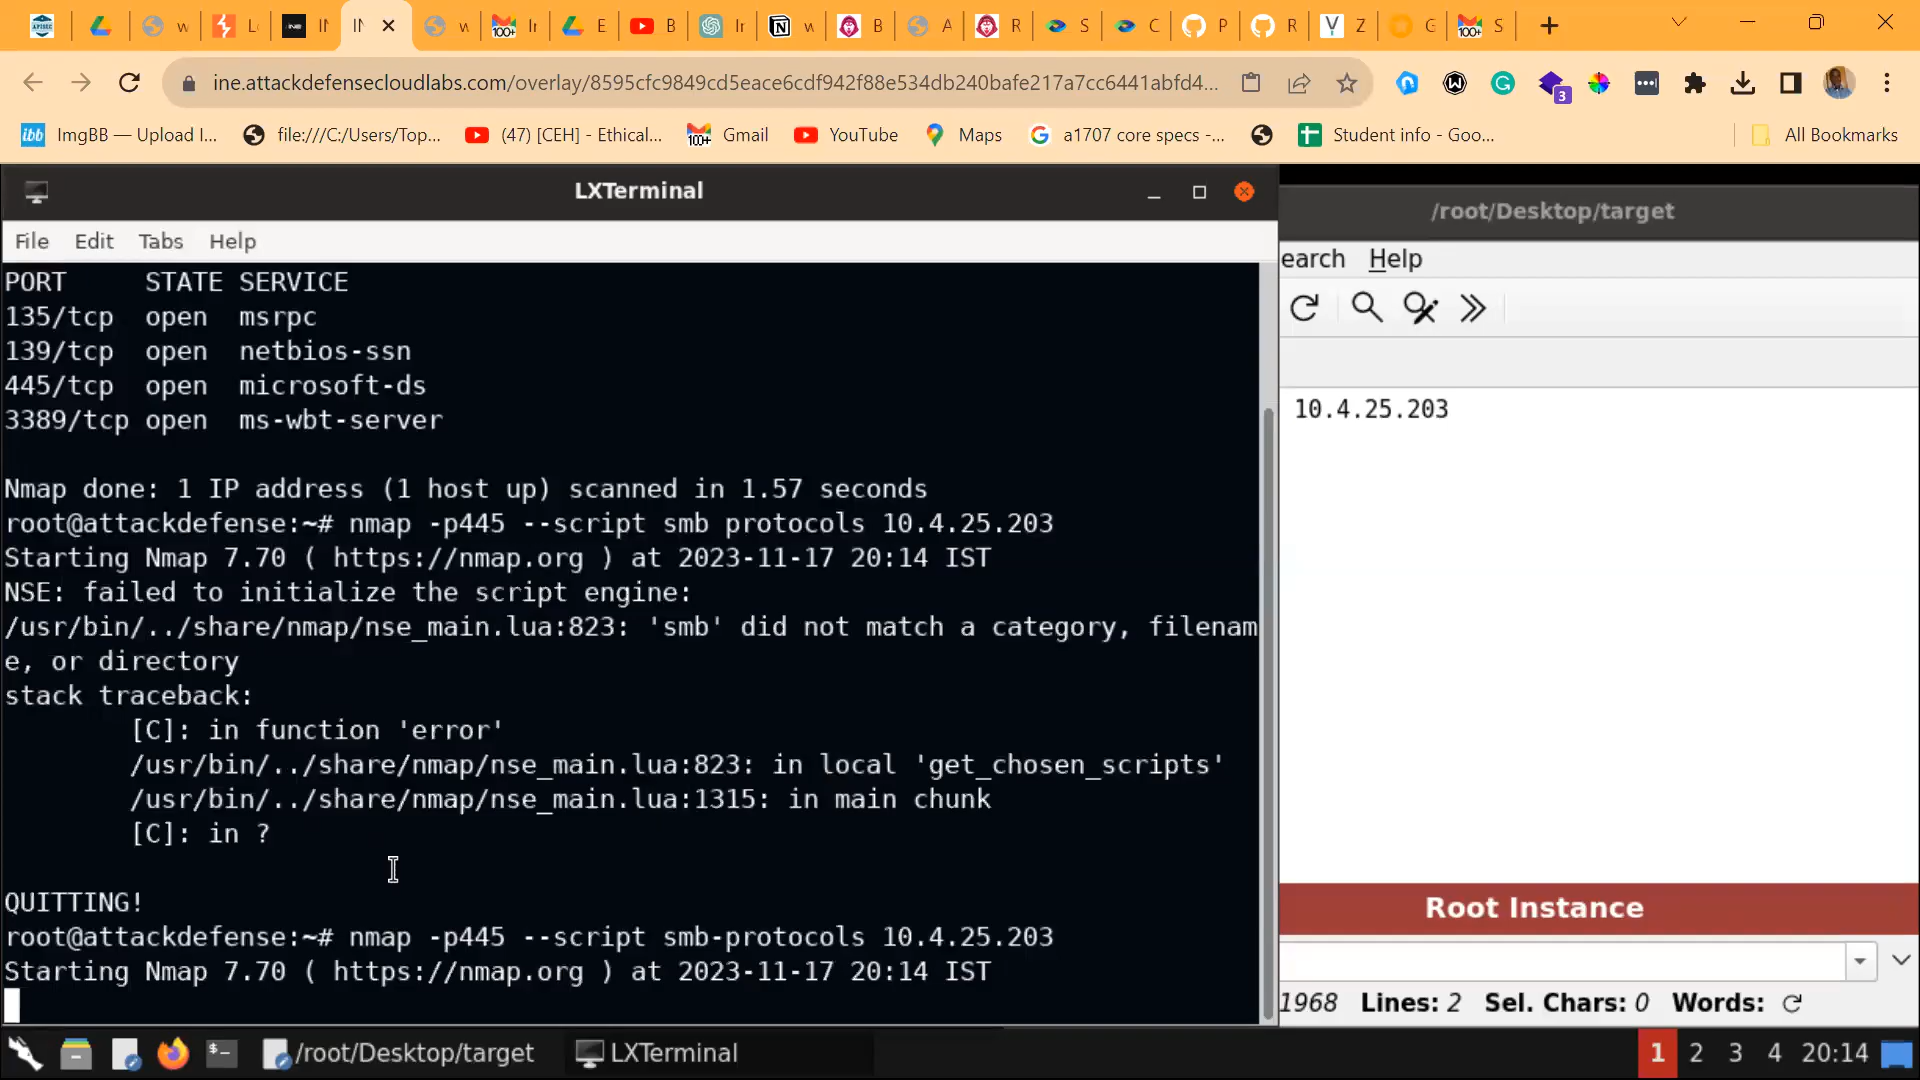 w
L
IN
IN
w
100+ Ir
E
B
Ir
w
B
A
R
S
C
P
R
Z
G
100+ S
ine.attackdefensecloudlabs.com/overlay/8595cfc9849cd5eace6cdf942f88e534db240bafe217a7cc6441abfd4...
3
ibb ImgBB — Upload I...
file:///C:/Users/Top...
(47) [CEH] - Ethical...
100+ Gmail
YouTube
Maps
a1707 core specs -...
Student info - Goo...
All Bookmarks
LXTerminal
File Edit Tabs Help
PORT STATE SERVICE
135/tcp open msrpc
139/tcp open netbios-ssn
445/tcp open microsoft-ds
3389/tcp open ms-wbt-server
Nmap done: 1 IP address (1 host up) scanned in 1.57 seconds
root@attackdefense:~# nmap -p445 --script smb protocols 10.4.25.203
Starting Nmap 7.70 ( https://nmap.org ) at 2023-11-17 20:14 IST
NSE: failed to initialize the script engine:
/usr/bin/../share/nmap/nse_main.lua:823: 'smb' did not match a category, filenam
e, or directory
stack traceback:
[C]: in function 'error'
/usr/bin/../share/nmap/nse_main.lua:823: in local 'get_chosen_scripts'
/usr/bin/../share/nmap/nse_main.lua:1315: in main chunk
[C]: in ?
QUITTING!
root@attackdefense:~# nmap -p445 --script smb-protocols 10.4.25.203
Starting Nmap 7.70 ( https://nmap.org ) at 2023-11-17 20:14 IST
/root/Desktop/target
earch Help
10.4.25.203
Root Instance
1968 Lines: 2 Sel. Chars: 0 Words:
/root/Desktop/target
LXTerminal
1 2 3 4 20:14